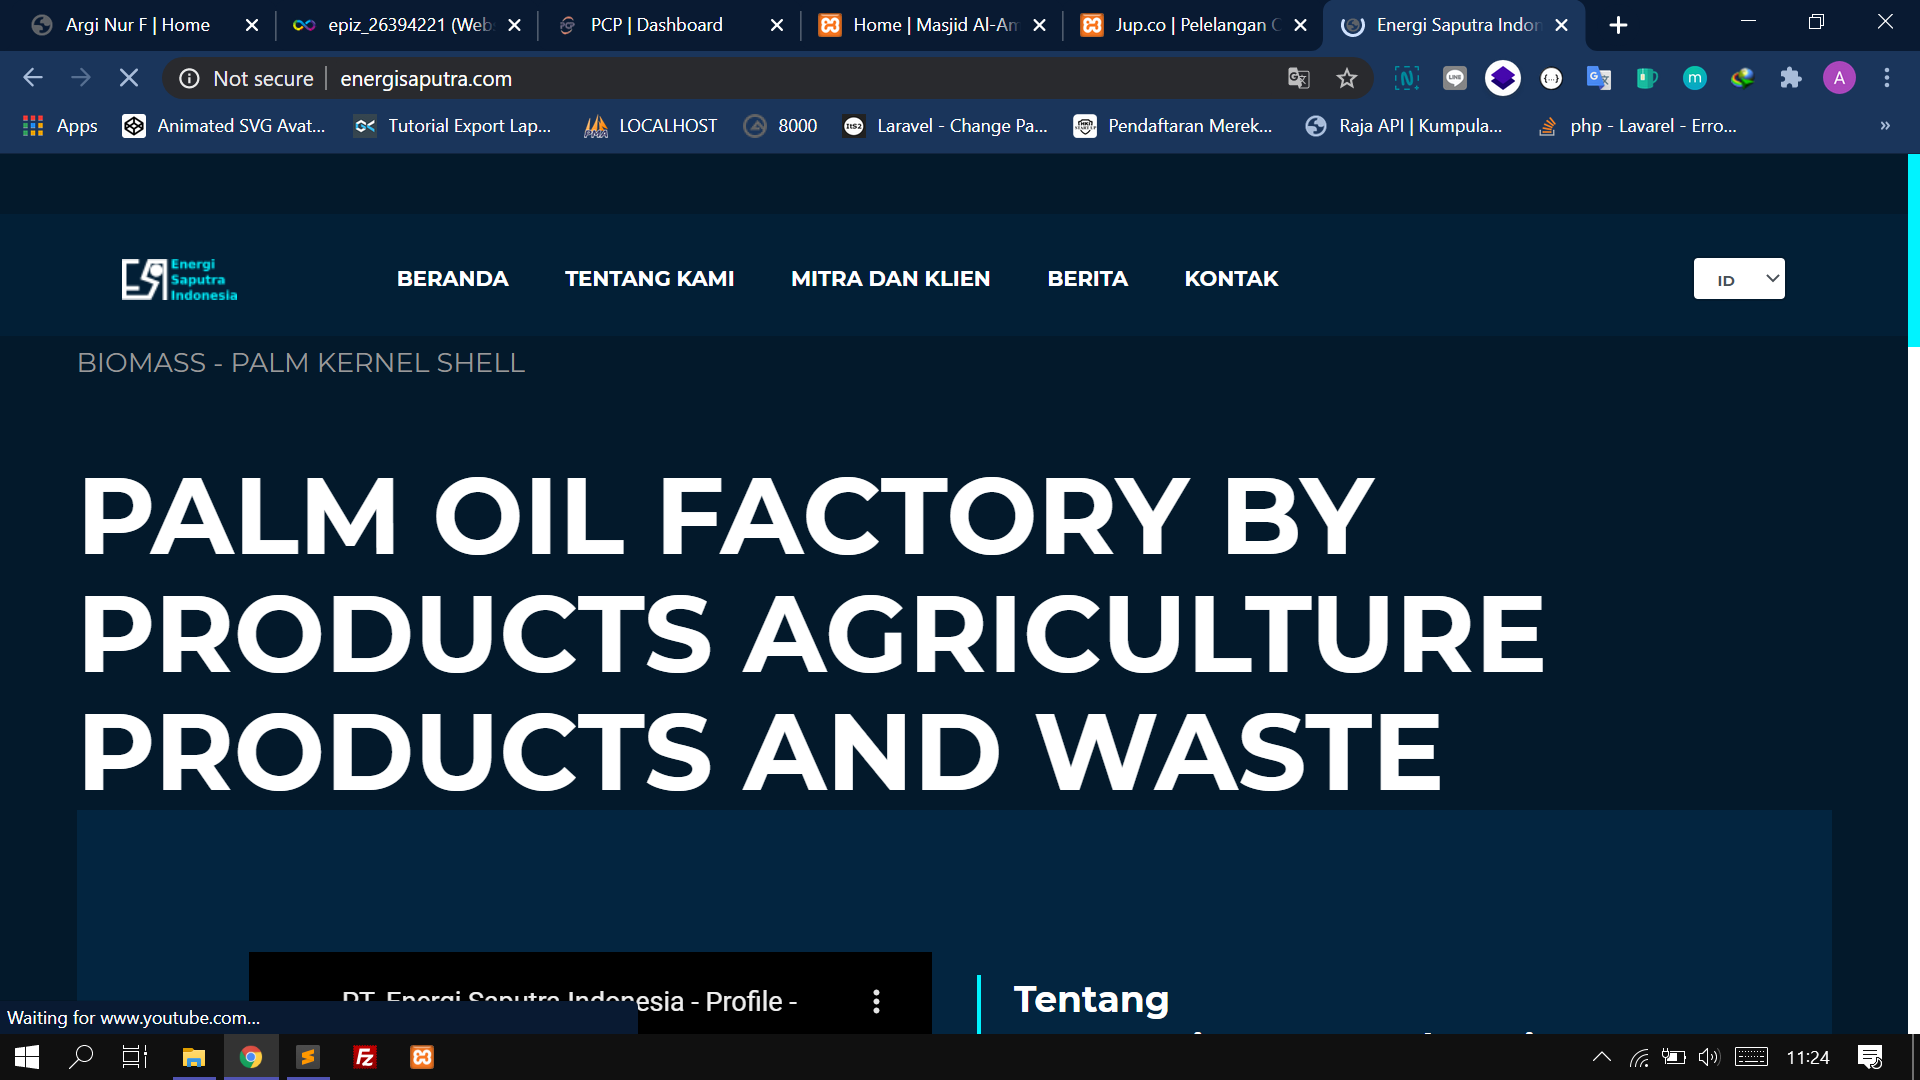 Argi Nur F | Home
epiz_26394221 (Web
PCP | Dashboard
Home | Masjid Al-Am
Jup.co | Pelelangan
Energi Saputra Indon
Not secure
energisaputra.com
A
Apps
Animated SVG Avat...
Tutorial Export Lap...
LOCALHOST
8000
Laravel - Change Pa...
Pendaftaran Merek...
Raja API | Kumpula...
php - Lavarel - Erro...
»
Energi
Saputra
Indonesia
BERANDA
TENTANG KAMI
MITRA DAN KLIEN
BERITA
KONTAK
ID
BIOMASS - PALM KERNEL SHELL
PALM OIL FACTORY BY
PRODUCTS AGRICULTURE
PRODUCTS AND WASTE
PT. Energi Saputra Indonesia - Profile -
Tentang
Waiting for www.youtube.com...
11:24